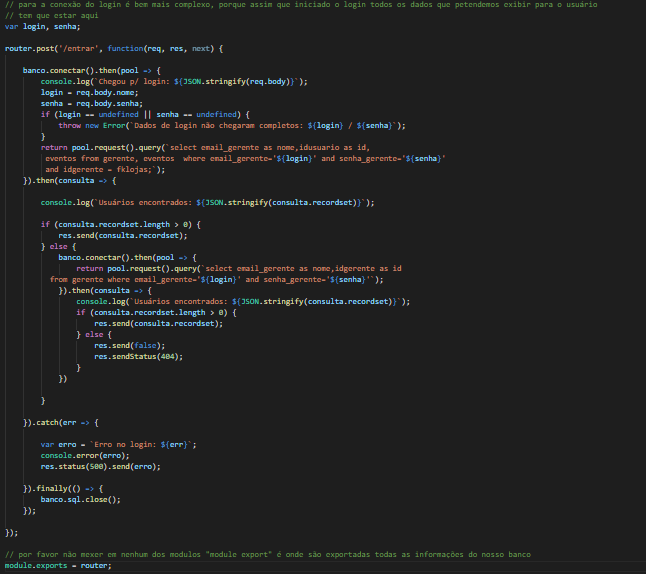 // para a conexão do login é bem mais complexo, porque assim que iniciado o login todos os dados que petendemos exibir para o usuário
// tem que estar aqui
var login, senha;
router.post('/entrar', function(req, res, next) {
banco.conectar().then(pool => {
console.log(`Chegou p/ login: ${JSON.stringify(req.body)}`);
login = req.body.nome;
senha = req.body.senha;
if (login == undefined || senha == undefined) {
throw new Error(`Dados de login não chegaram completos: ${login} / ${senha}`);
}
return pool.request().query(`select email_gerente as nome,idusuario as id,
eventos from gerente, eventos  where email_gerente='${login}' and senha_gerente='${senha}'
and idgerente = fklojas;`);
}).then(consulta => {
console.log(`Usuários encontrados: ${JSON.stringify(consulta.recordset)}`);
if (consulta.recordset.length > 0) {
res.send(consulta.recordset);
} else {
banco.conectar().then(pool => {
return pool.request().query(`select email_gerente as nome,idgerente as id
from gerente where email_gerente='${login}' and senha_gerente='${senha}'`);
}).then(consulta => {
console.log(`Usuários encontrados: ${JSON.stringify(consulta.recordset)}`);
if (consulta.recordset.length > 0) {
res.send(consulta.recordset);
} else {
res.send(false);
res.sendStatus(404);
}
})
}
}).catch(err => {
var erro = `Erro no login: ${err}`;
console.error(erro);
res.status(500).send(erro);
}).finally(() => {
banco.sql.close();
});
});
// por favor não mexer em nenhum dos modulos "module export" é onde são exportadas todas as informações do nosso banco
module.exports = router;